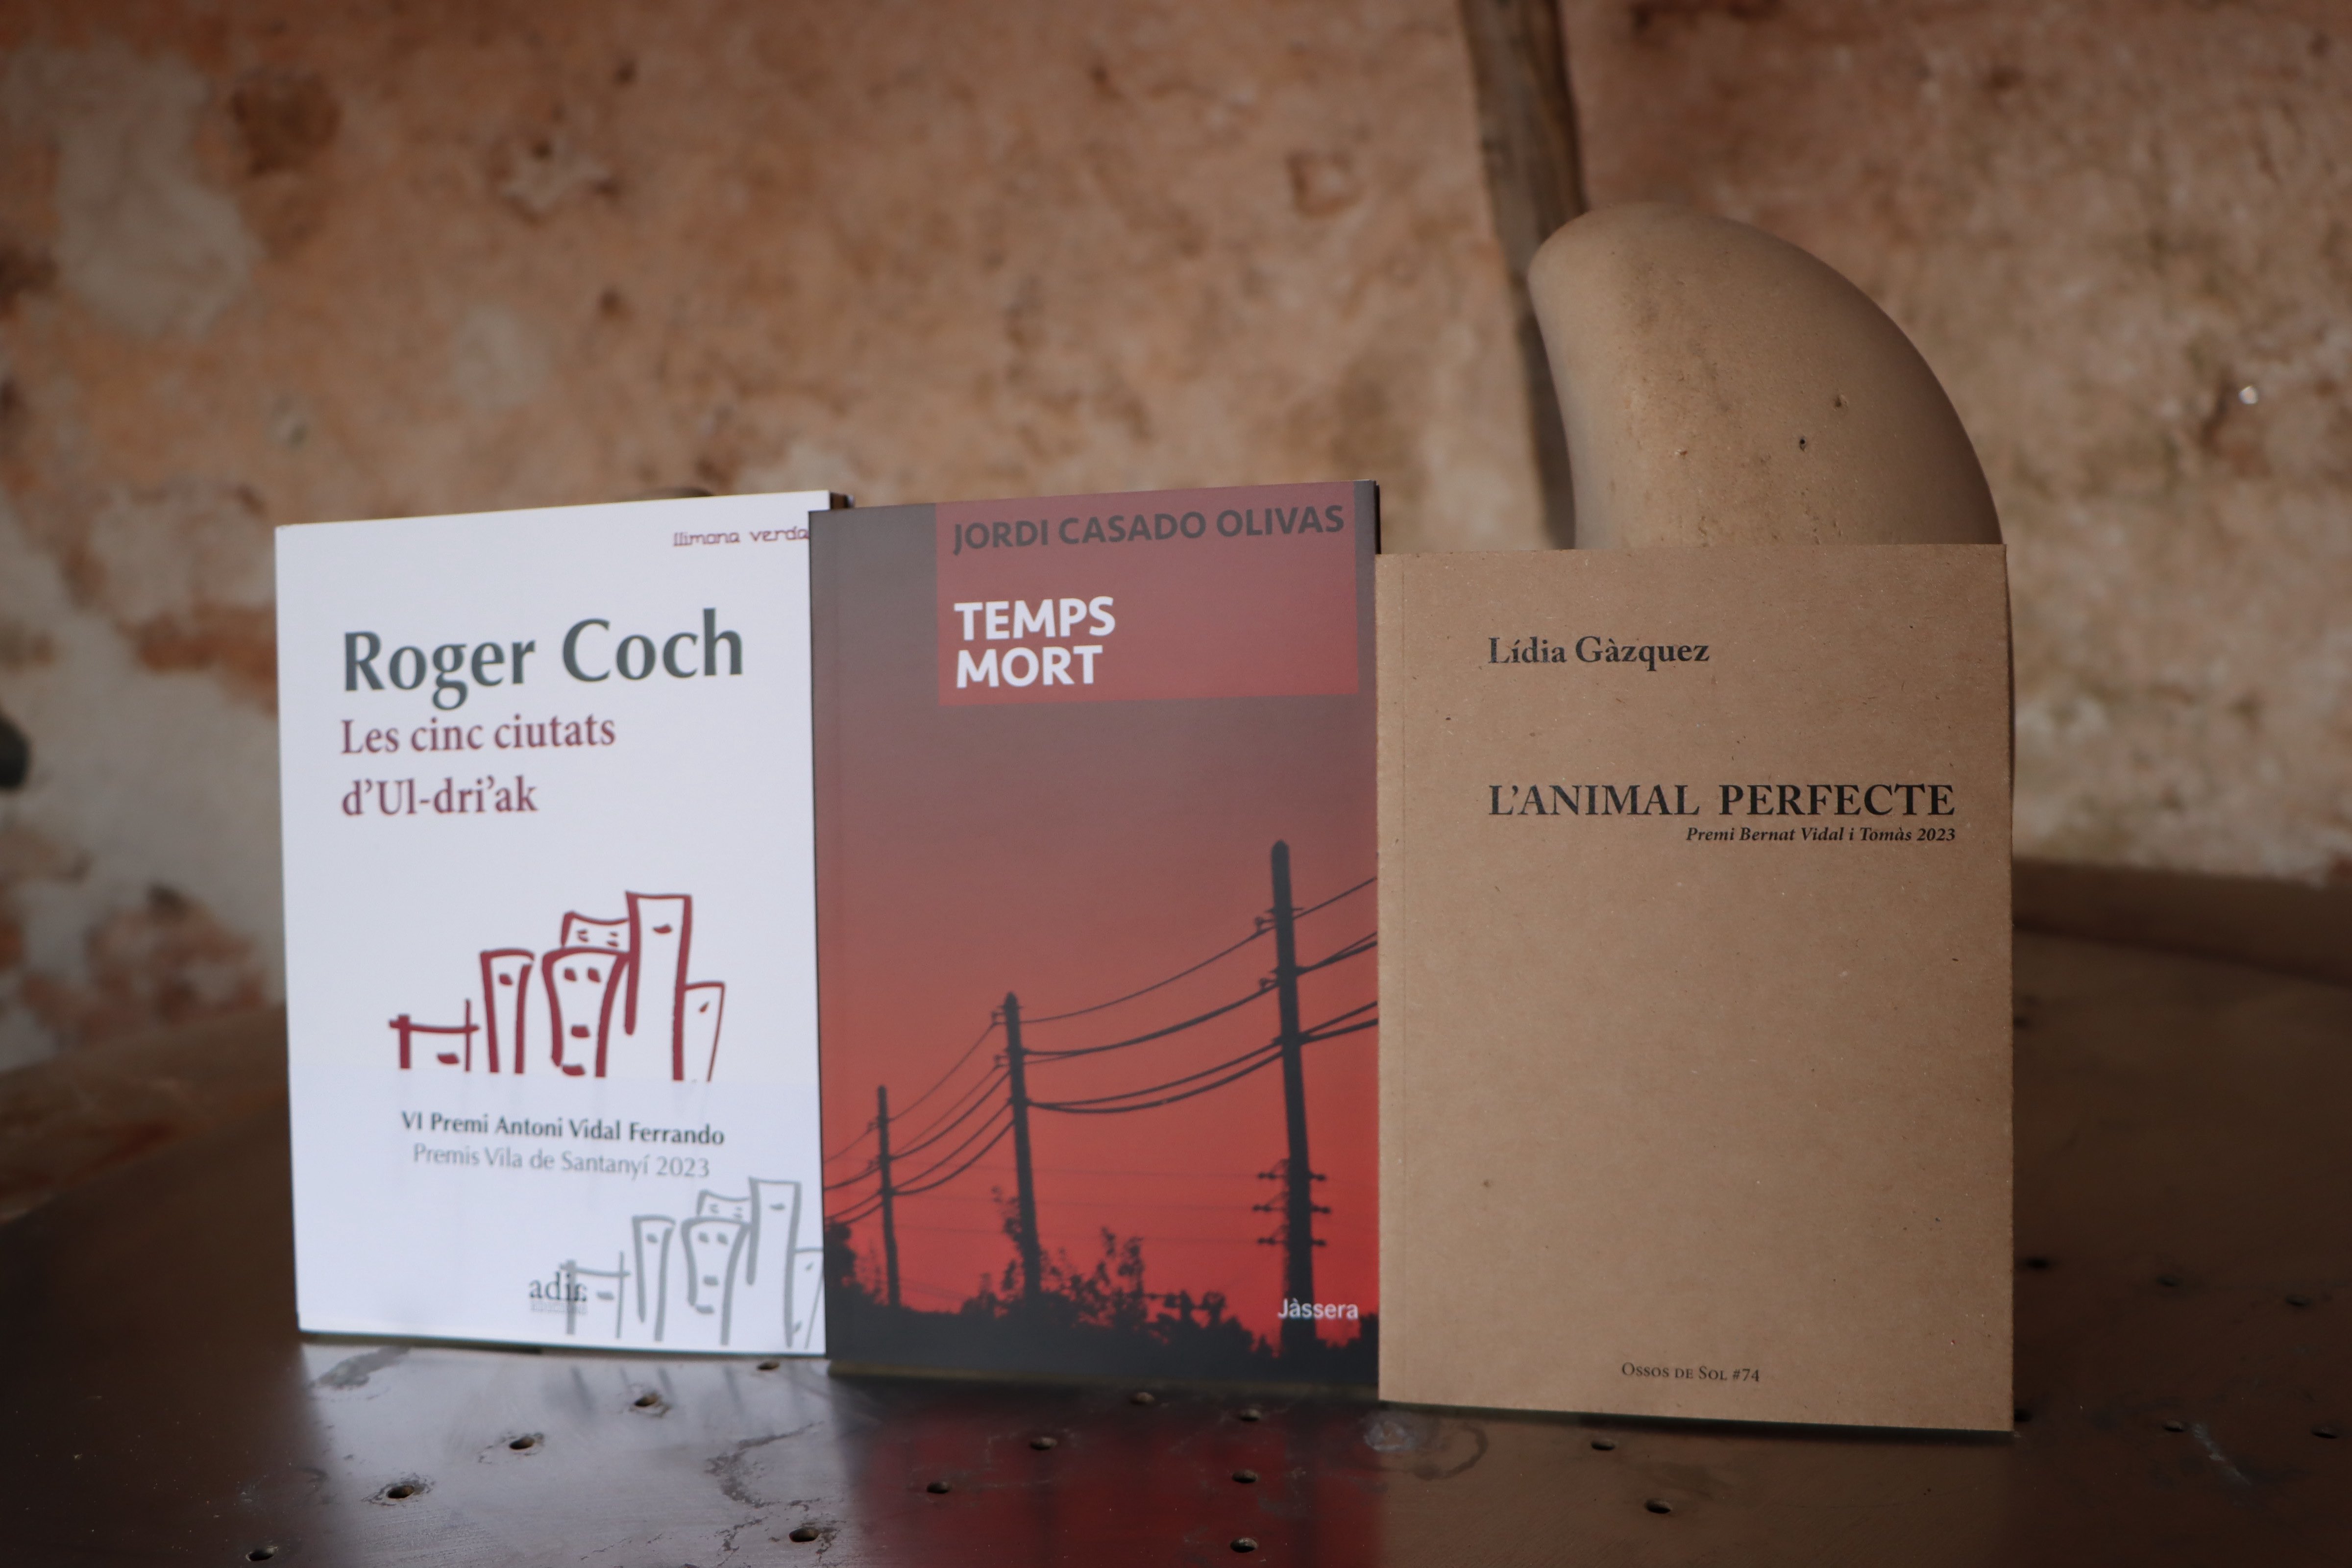 llimona verda
Roger Coch
Les cinc ciutats
d'Ul-dri'ak
VI Premi Antoni Vidal Ferrando
Premis Vila de Santanyí 2023
adia
JORDI CASADO OLIVAS
TEMPS
MORT
Jàssera
Lídia Gàzquez
L'ANIMAL PERFECTE
Premi Bernat Vidal i Tomàs 2023
OSSOS DE SOL #74